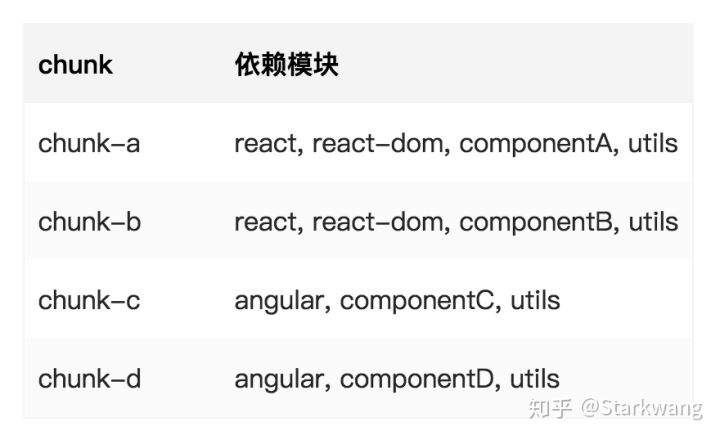 chunk 依赖模块
chunk-a react, react-dom, componentA, utils
chunk-b react, react-dom, componentB, utils
chunk-c angular, componentC, utils
chunk-d angular, componentD, utils
知乎 @Starkwang